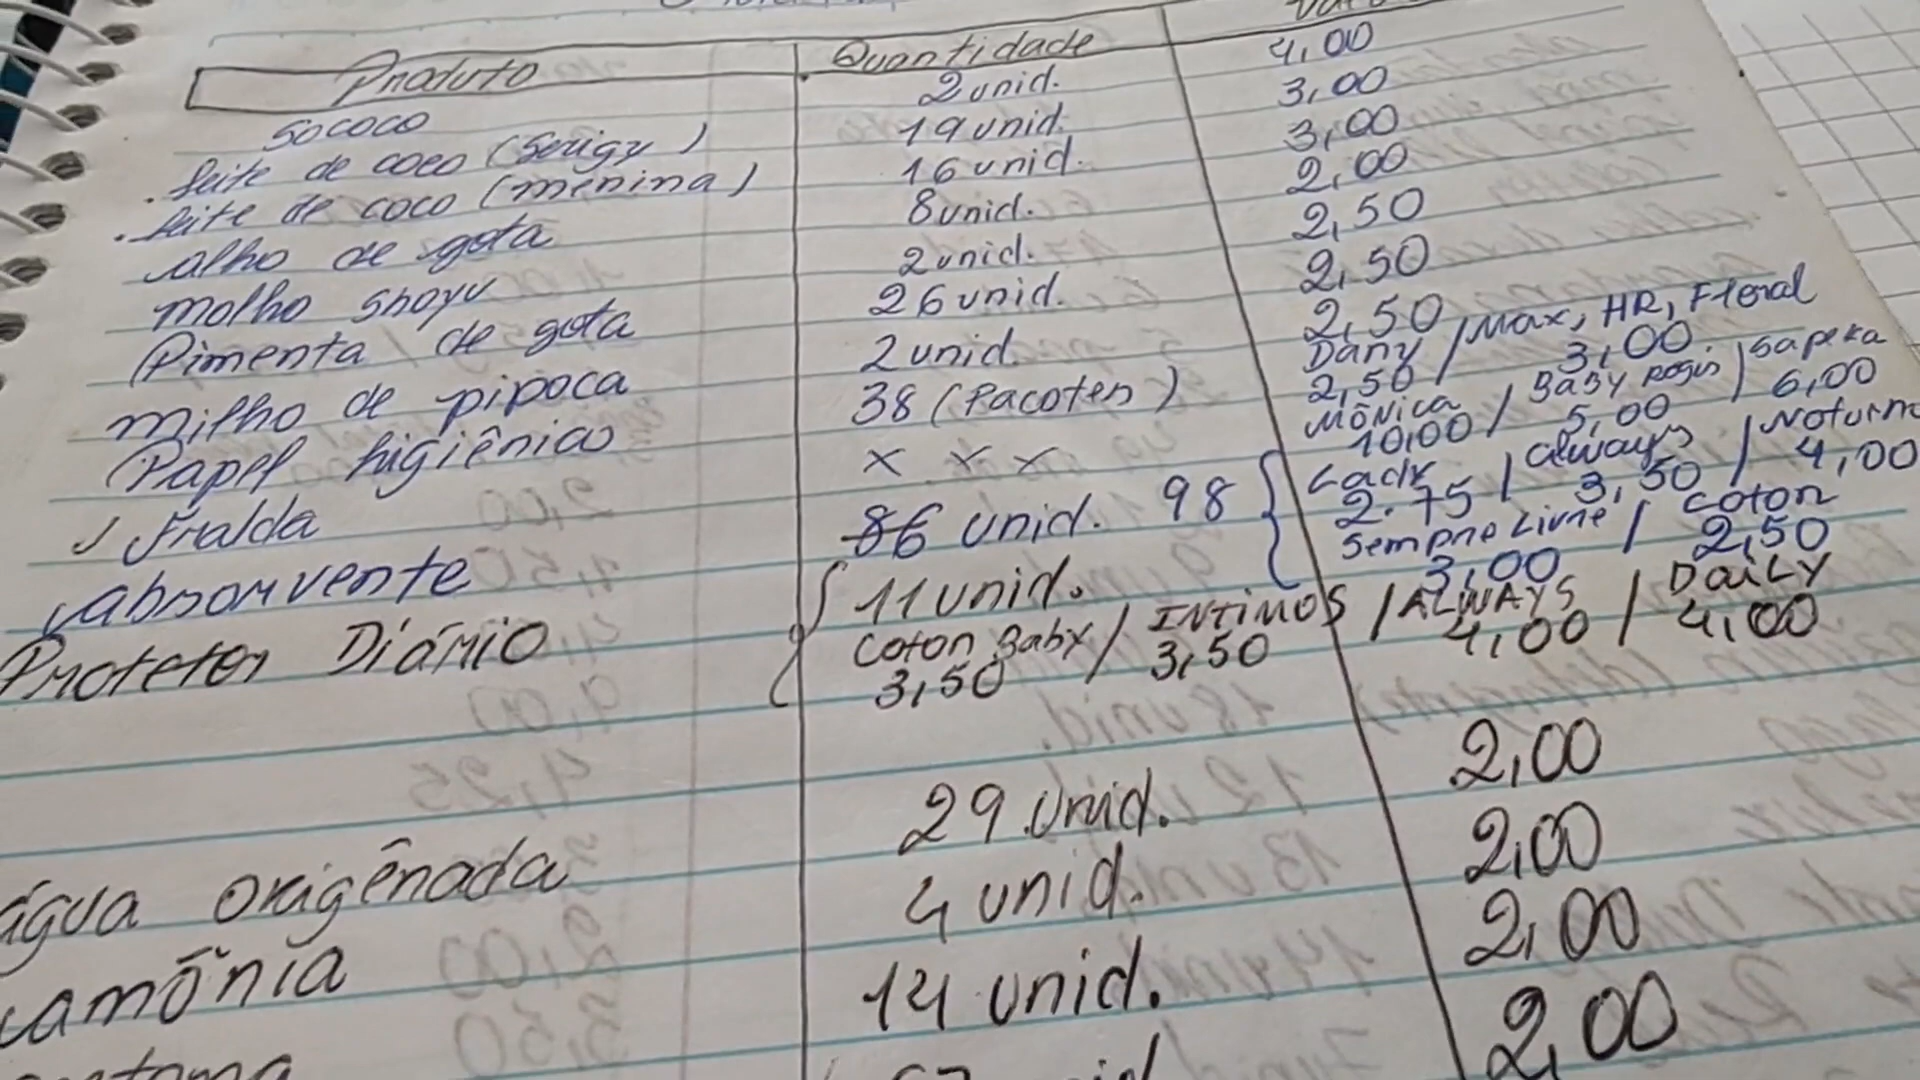 Produto Quantidade
Sococo 2 unid. 4,00
. leite de coco (Serigy) 19 unid. 3,00
. leite de coco (menina) 16 unid. 3,00
alho de gota 8 unid. 2,00
molho shoyu 2 unid. 2,50
Pimenta de gota 26 unid. 2,50
milho de pipoca 2 unid. 2,50
Papel higiênico 38 (Pacotes) Dany / Max, HR, Floral
2,50 / 3,00
Fralda x x x Mônica / Baby Roger / Sapeka
10,00 / 5,00 6,00
absorvente 86 unid. 98 Lady / always / Noturno
2.75 / 3,50 / 4,00
Sempre Livre / Coton
3,00 2,50
Protetor Diário 11 unid.
Coton Baby / INTIMOS / ALWAYS / DAILY
3,50 3,50 4,00 4,00
2,00
água oxigênada 29 unid. 2,00
amônia 4 unid. 2,00
14 unid. 2,00